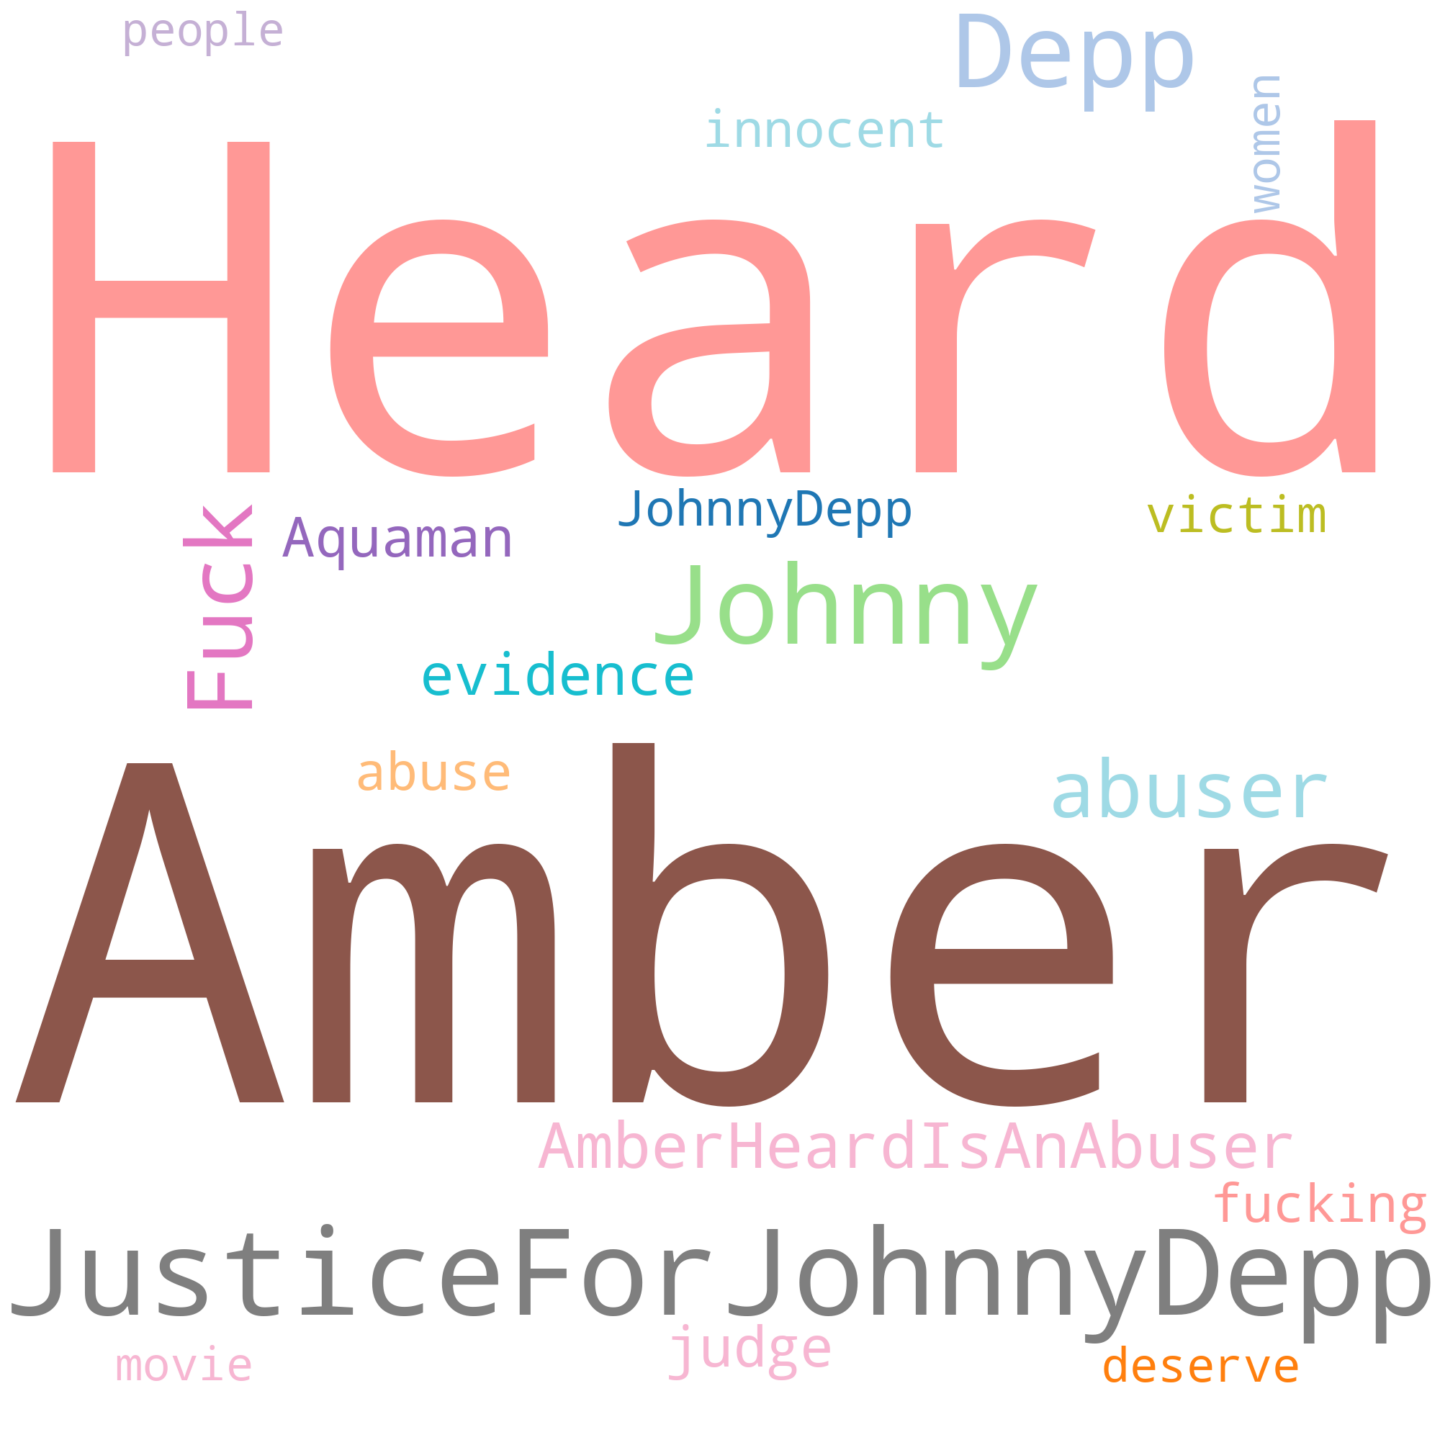 people
Depp
innocent
women
Heard
Fuck
Aquaman
JohnnyDepp
victim
Johnny
evidence
abuse
abuser
Amber
AmberHeardIsAnAbuser
fucking
JusticeForJohnnyDepp
movie
judge
deserve